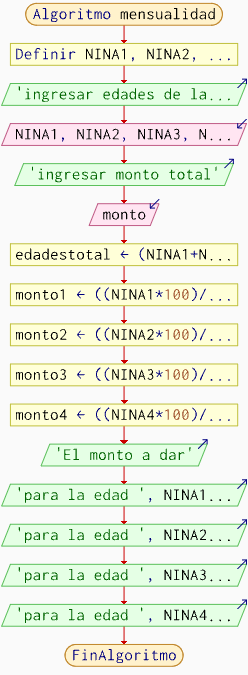 Algoritmo mensualidad
Definir NINA1, NINA2, ...
'ingresar edades de la...
NINA1, NINA2, NINA3, N...
'ingresar monto total'
monto
edadestotal ← (NINA1+N...
monto1 ← ((NINA1*100)/...
monto2 ← ((NINA2*100)/...
monto3 ← ((NINA3*100)/...
monto4 ← ((NINA4*100)/...
'El monto a dar'
'para la edad ', NINA1...
'para la edad ', NINA2...
'para la edad ', NINA3...
'para la edad ', NINA4...
FinAlgoritmo